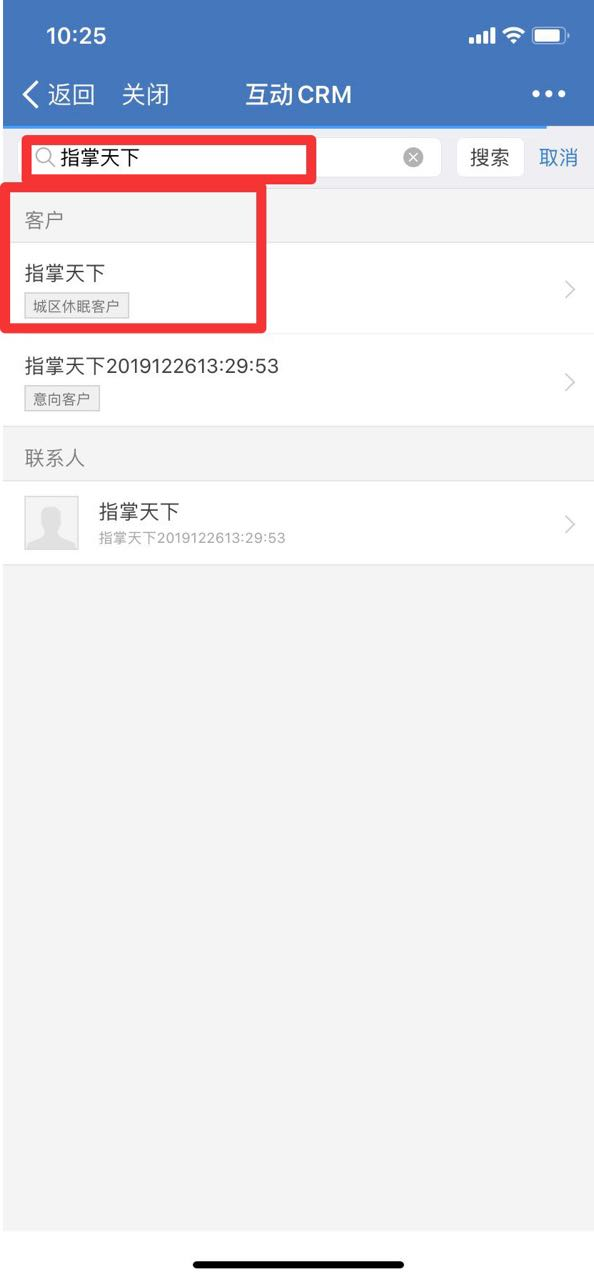 10:25
返回 关闭 互动CRM
指掌天下 搜索 取消
客户
指掌天下
城区休眠客户
指掌天下2019122613:29:53
意向客户
联系人
指掌天下
指掌天下2019122613:29:53